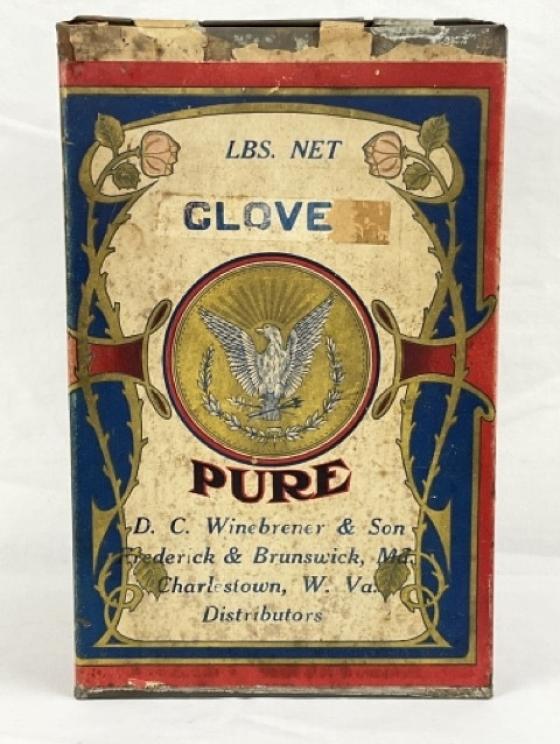 LBS. NET
CLOVE
PURE
D. C. Winebrener & Son
Frederick & Brunswick, Md.
Charlestown, W. Va.
Distributors